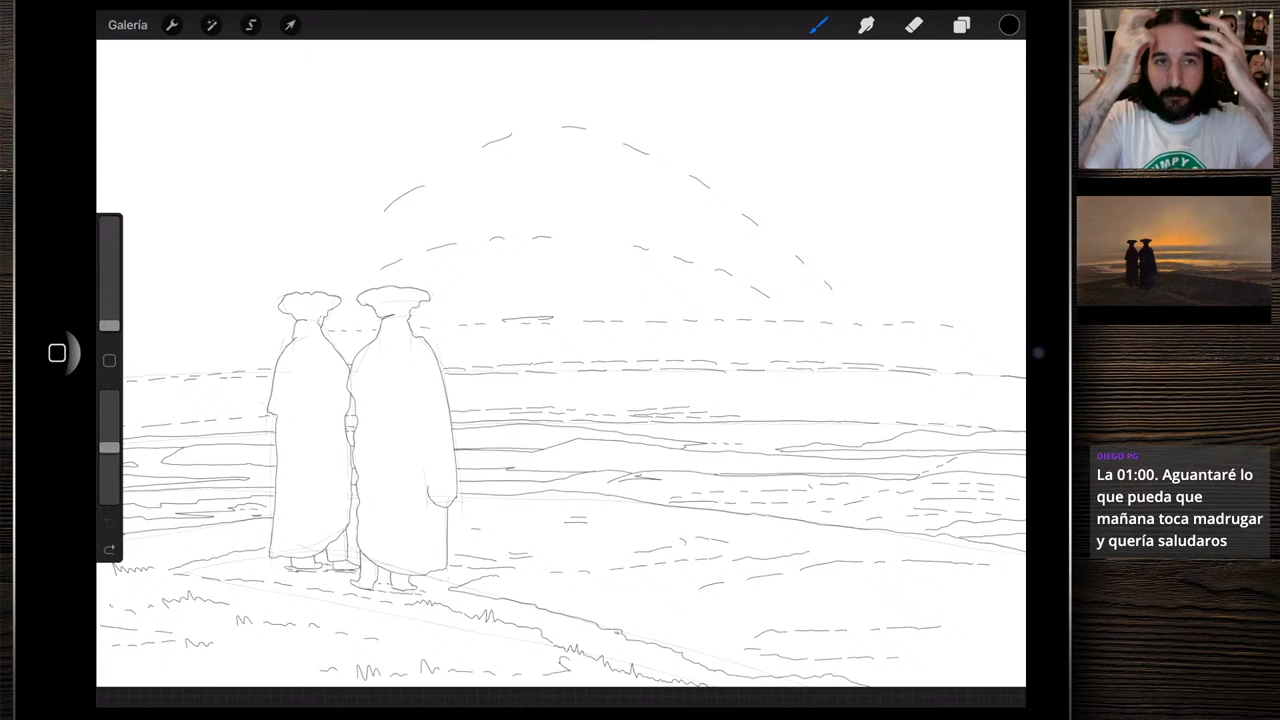 Galería
DIEGO PG
La 01:00. Aguantaré lo
que pueda que
mañana toca madrugar
y quería saludaros